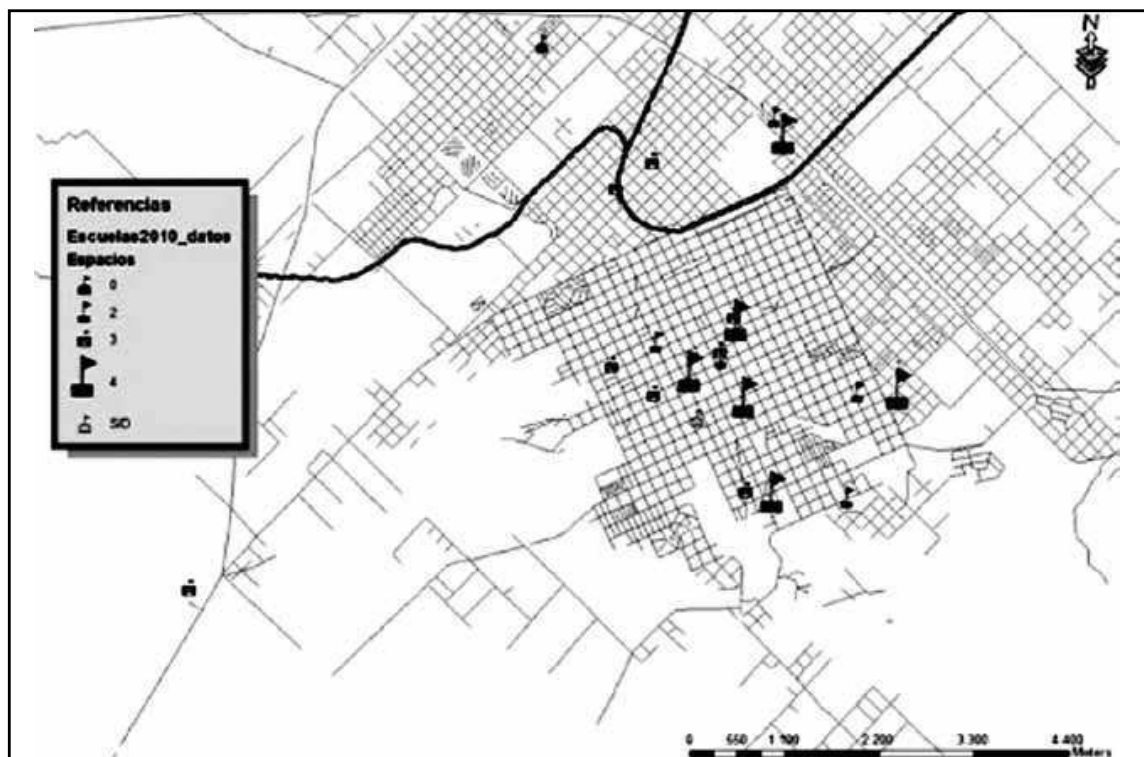 N
Referencias
Escuelas2010_datos
Espacios
0
2
3
4
S/D
0 550 1 100 2 200 3 300 4 400
Meters